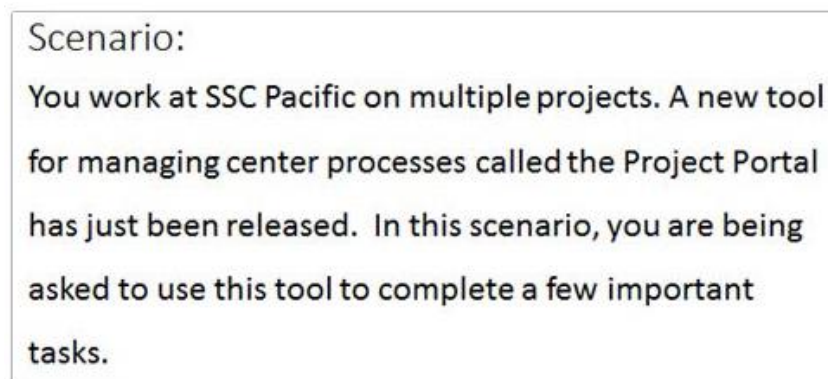 Scenario:
You work at SSC Pacific on multiple projects. A new tool
for managing center processes called the Project Portal
has just been released.  In this scenario, you are being
asked to use this tool to complete a few important
tasks.